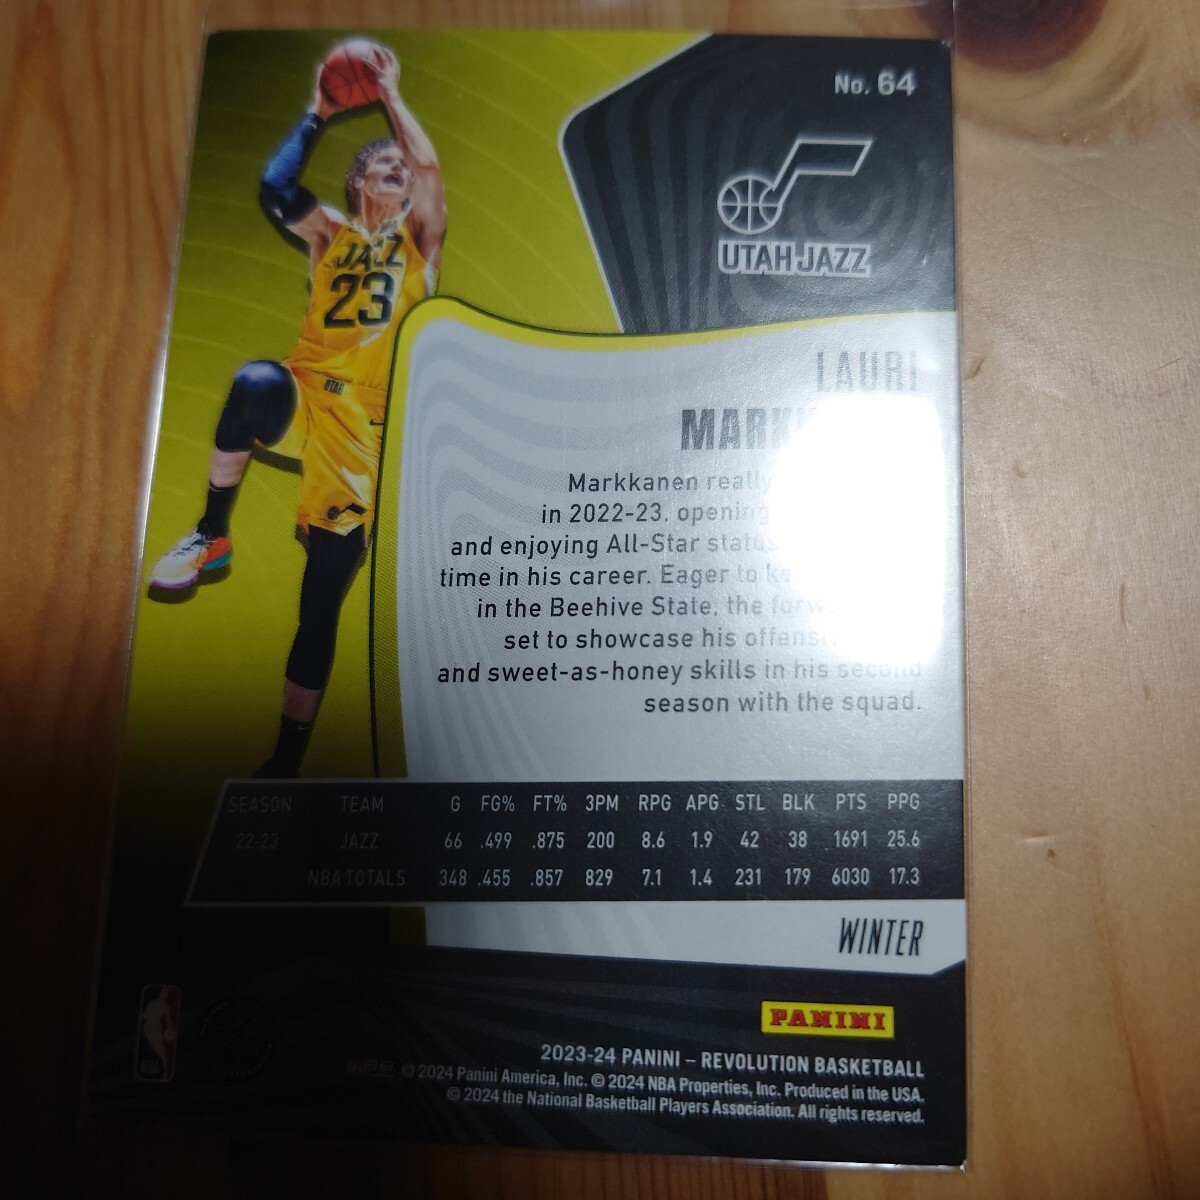 No. 64
UTAH JAZZ
JAZZ
23
UTAH
LAURI
Markkanen really
in 2022-23, opening
and enjoying All-Star status
time in his career. Eager to
in the Beehive State, the
set to showcase his
and sweet-as-honey skills in his second
season with the squad.
SEASON TEAM G FG% FT% 3PM RPG APG STL BLK PTS PPG
22-23 JAZZ 66 .499 .875 200 8.6 1.9 42 38 1691 25.6
NBA TOTALS 348 .455 .857 829 7.1 1.4 231 179 6030 17.3
WINTER
PANINI
NBA
2023-24 PANINI – REVOLUTION BASKETBALL
© 2024 Panini America, Inc. © 2024 NBA Properties, Inc. Produced in the USA.
© 2024 the National Basketball Players Association. All rights reserved.